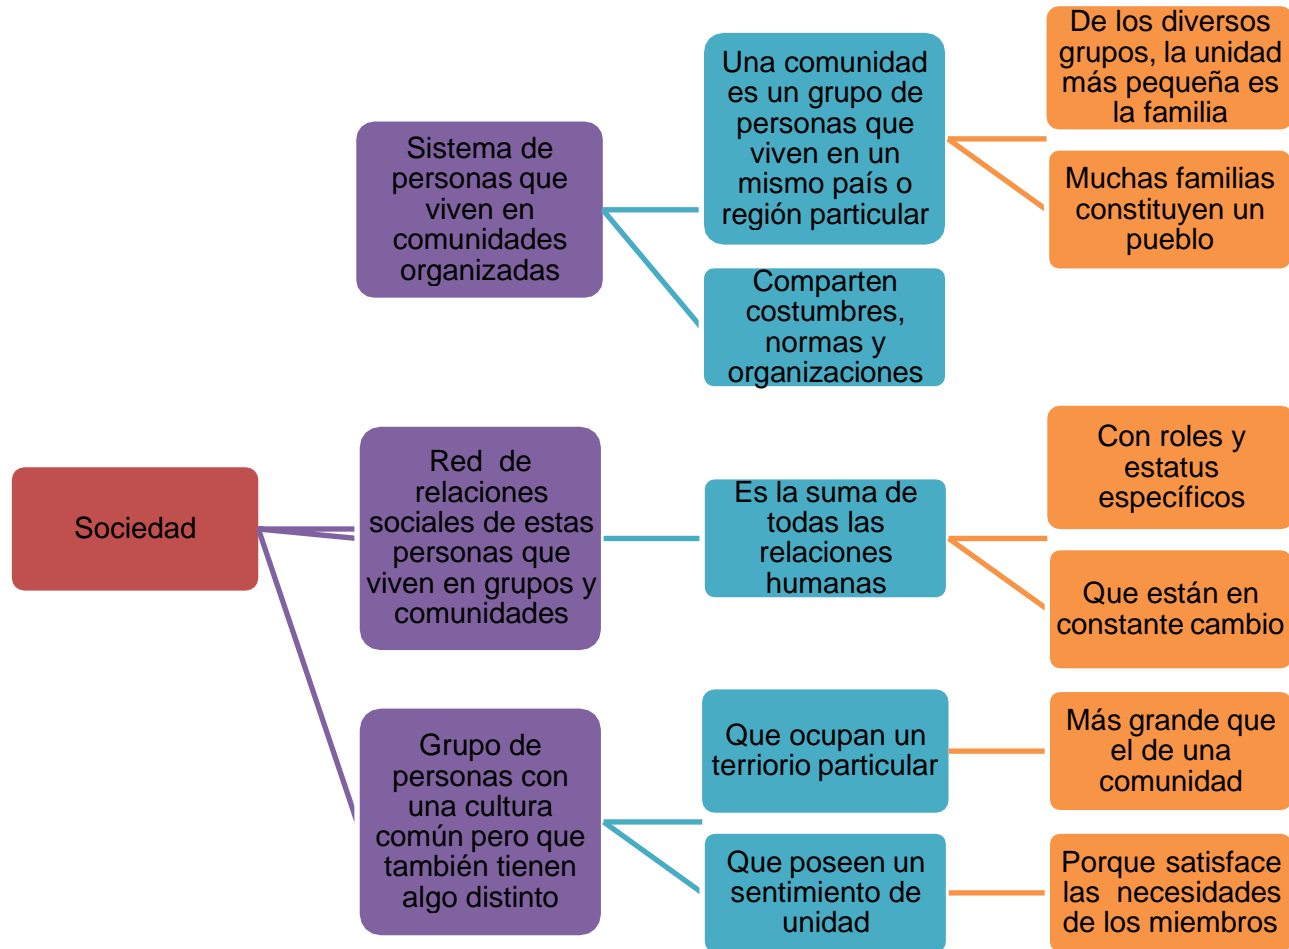 Sociedad
Sistema de
personas que
viven en
comunidades
organizadas
Una comunidad
es un grupo de
personas que
viven en un
mismo país o
región particular
De los diversos
grupos, la unidad
más pequeña es
la familia
Muchas familias
constituyen un
pueblo
Comparten
costumbres,
normas y
organizaciones
Red de
relaciones
sociales de estas
personas que
viven en grupos y
comunidades
Es la suma de
todas las
relaciones
humanas
Con roles y
estatus
específicos
Que están en
constante cambio
Grupo de
personas con
una cultura
común pero que
también tienen
algo distinto
Que ocupan un
terriorio particular
Más grande que
el de una
comunidad
Que poseen un
sentimiento de
unidad
Porque satisface
las necesidades
de los miembros